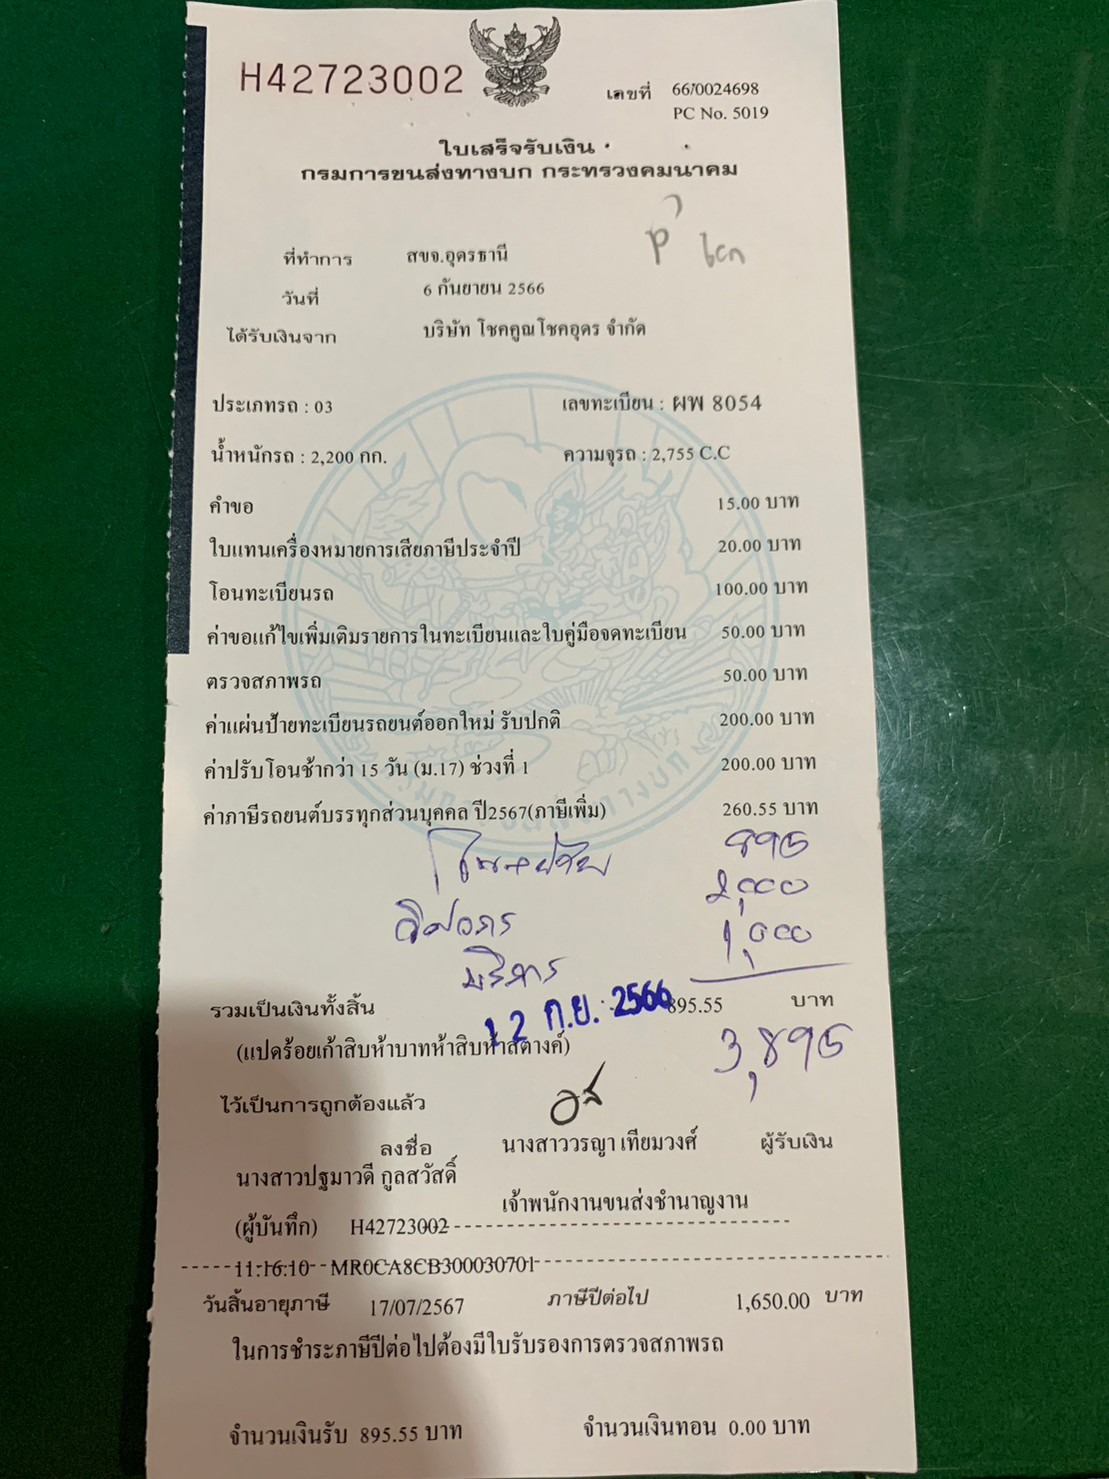 H42723002
เลขที่ 66/0024698
PC No. 5019
ใบเสร็จรับเงิน
กรมการขนส่งทางบก กระทรวงคมนาคม
ที่ทำการ สขจ.อุดรธานี
วันที่ 6 กันยายน 2566
ได้รับเงินจาก บริษัท โชคคูณโชคอุดร จำกัด
ประเภทรถ : 03 เลขทะเบียน : ผพ 8054
น้ำหนักรถ : 2,200 กก. ความจุรถ : 2,755 C.C
คำขอ 15.00 บาท
ใบแทนเครื่องหมายการเสียภาษีประจำปี 20.00 บาท
โอนทะเบียนรถ 100.00 บาท
ค่าขอแก้ไขเพิ่มเติมรายการในทะเบียนและใบคู่มือจดทะเบียน 50.00 บาท
ตรวจสภาพรถ 50.00 บาท
ค่าแผ่นป้ายทะเบียนรถยนต์ออกใหม่ รับปกติ 200.00 บาท
ค่าปรับโอนช้ากว่า 15 วัน (ม.17) ช่วงที่ 1 200.00 บาท
ค่าภาษีรถยนต์บรรทุกส่วนบุคคล ปี2567(ภาษีเพิ่ม) 260.55 บาท
895
2,000
1,000
บริการ
รวมเป็นเงินทั้งสิ้น 895.55 บาท
12 ก.ย. 2566
(แปดร้อยเก้าสิบห้าบาทห้าสิบห้าสตางค์)
3,895
ไว้เป็นการถูกต้องแล้ว
ลงชื่อ นางสาววรญา เทียมวงศ์ ผู้รับเงิน
นางสาวปฐมาวดี กูลสวัสดิ์
เจ้าพนักงานขนส่งชำนาญงาน
(ผู้บันทึก) H42723002
11:16:10 MR0CA8CB300030701
วันสิ้นอายุภาษี 17/07/2567 ภาษีปีต่อไป 1,650.00 บาท
ในการชำระภาษีปีต่อไปต้องมีใบรับรองการตรวจสภาพรถ
จำนวนเงินรับ 895.55 บาท จำนวนเงินทอน 0.00 บาท